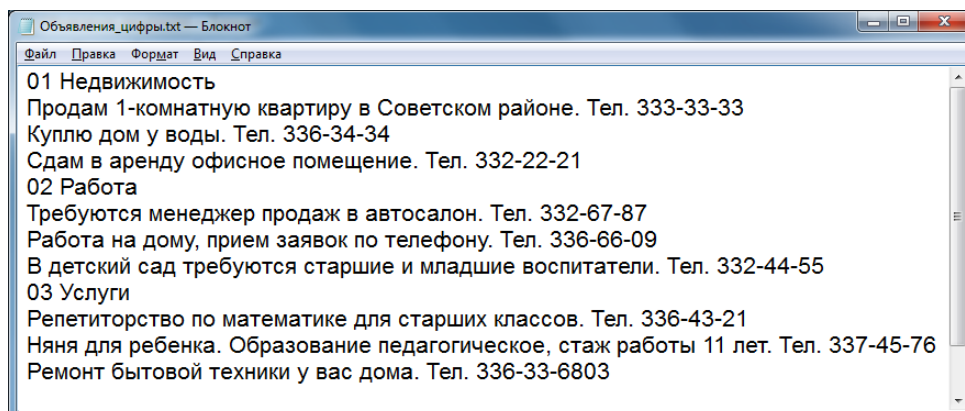 Объявления_цифры.txt — Блокнот
Файл Правка Формат Вид Справка
01 Недвижимость
Продам 1-комнатную квартиру в Советском районе. Тел. 333-33-33
Куплю дом у воды. Тел. 336-34-34
Сдам в аренду офисное помещение. Тел. 332-22-21
02 Работа
Требуются менеджер продаж в автосалон. Тел. 332-67-87
Работа на дому, прием заявок по телефону. Тел. 336-66-09
В детский сад требуются старшие и младшие воспитатели. Тел. 332-44-55
03 Услуги
Репетиторство по математике для старших классов. Тел. 336-43-21
Няня для ребенка. Образование педагогическое, стаж работы 11 лет. Тел. 337-45-76
Ремонт бытовой техники у вас дома. Тел. 336-33-6803